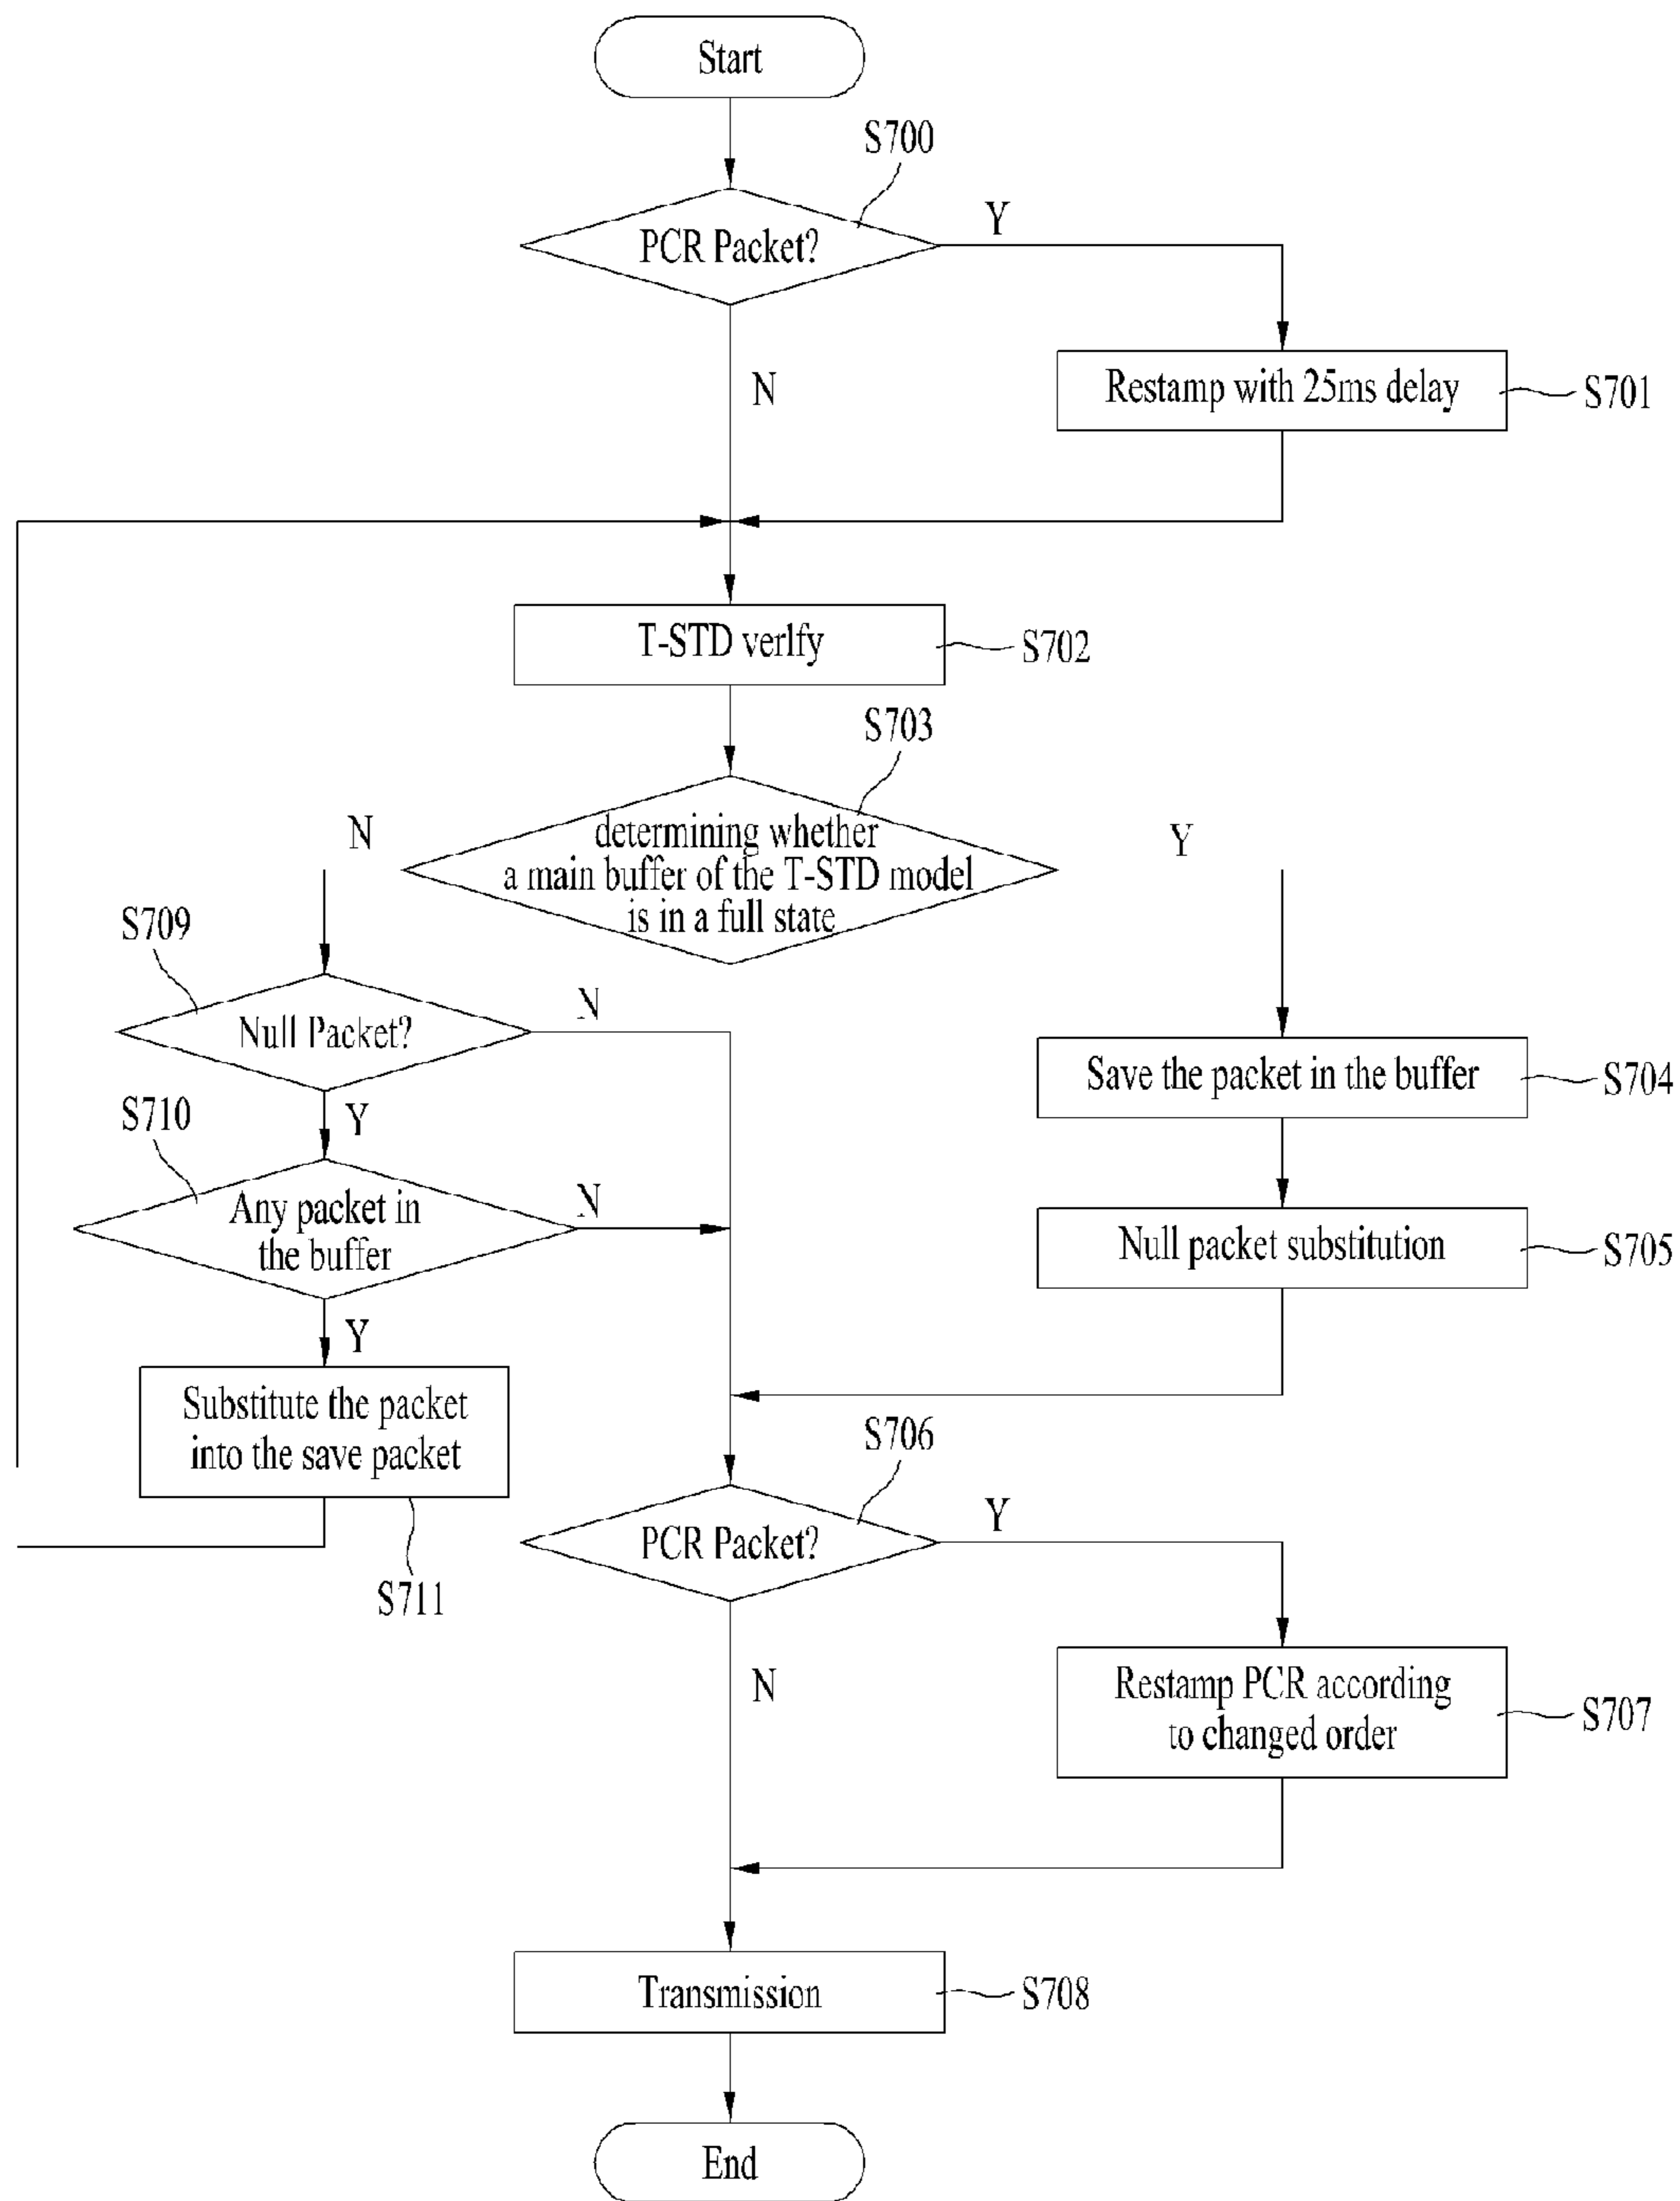 Start
S700
PCR Packet?
Y
N
Restamp with 25ms delay
S701
T-STD verlfy
S702
S703
N
determining whether
a main buffer of the T-STD model
is in a full state
Y
S709
Null Packet?
N
Y
Save the packet in the buffer
S704
S710
Any packet in
the buffer
N
Y
Null packet substitution
S705
Substitute the packet
into the save packet
S711
S706
PCR Packet?
Y
N
Restamp PCR according
to changed order
S707
Transmission
S708
End